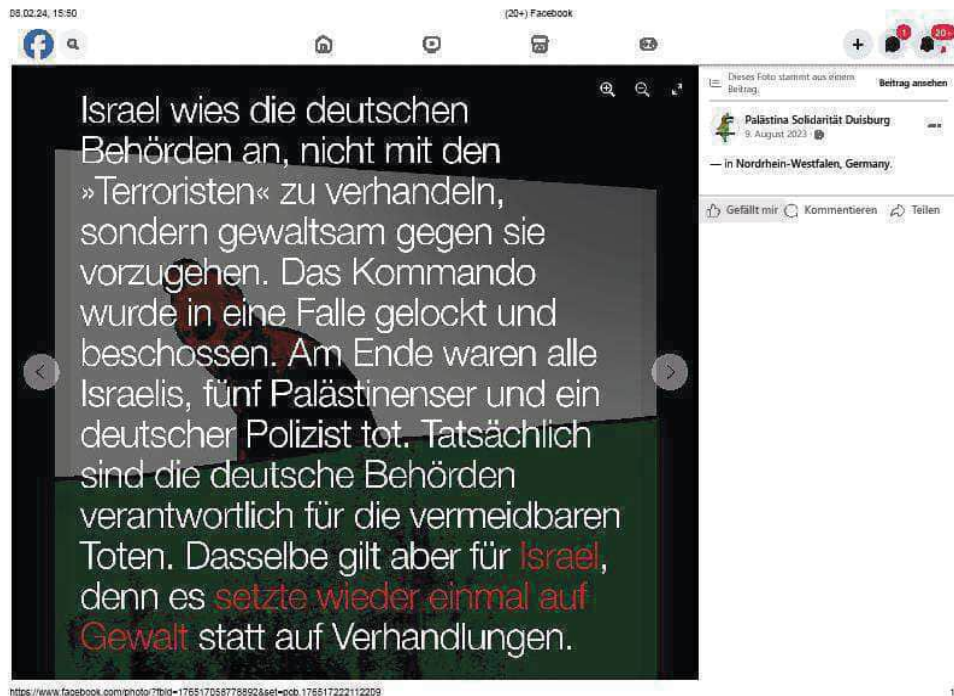 08.02.24, 15:50
(20+) Facebook
1
20+
Israel wies die deutschen
Behörden an, nicht mit den
»Terroristen« zu verhandeln,
sondern gewaltsam gegen sie
vorzugehen. Das Kommando
wurde in eine Falle gelockt und
beschossen. Am Ende waren alle
Israelis, fünf Palästinenser und ein
deutscher Polizist tot. Tatsächlich
sind die deutsche Behörden
verantwortlich für die vermeidbaren
Toten. Dasselbe gilt aber für Israel,
denn es setzte wieder einmal auf
Gewalt statt auf Verhandlungen.
Dieses Foto stammt aus einem
Beitrag.
Beitrag ansehen
Palästina Solidarität Duisburg
9. August 2023 ·
— in Nordrhein-Westfalen, Germany.
Gefällt mir Kommentieren Teilen
https://www.facebook.com/photo/?fbid=176517058778892&set=pcb.176517222112209
1